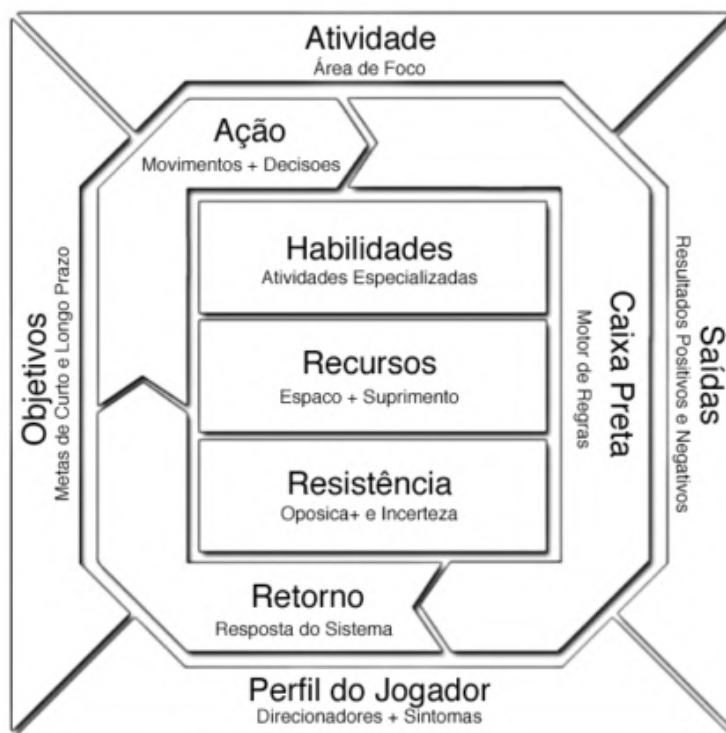 Atividade
Área de Foco
Ação
Movimentos + Decisoes
Habilidades
Atividades Especializadas
Recursos
Espaco + Suprimento
Resistência
Oposica+ e Incerteza
Retorno
Resposta do Sistema
Objetivos
Metas de Curto e Longo Prazo
Caixa Preta
Motor de Regras
Saídas
Resultados Positivos e Negativos
Perfil do Jogador
Direcionadores + Sintomas